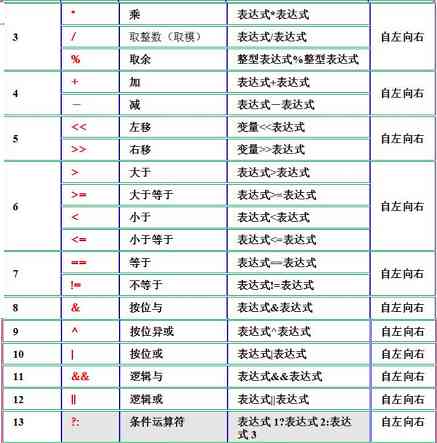 * 乘 表达式*表达式
3 / 取整数（取模） 表达式/表达式 自左向右
% 取余 整型表达式%整型表达式
+ 加 表达式+表达式
4 自左向右
－ 减 表达式－表达式
<< 左移 变量<<表达式
5 自左向右
>> 右移 变量>>表达式
> 大于 表达式>表达式
>= 大于等于 表达式>=表达式
6 自左向右
< 小于 表达式<表达式
<= 小于等于 表达式<=表达式
== 等于 表达式==表达式
7 自左向右
!= 不等于 表达式!=表达式
8 & 按位与 表达式&表达式 自左向右
9 ^ 按位异或 表达式^表达式 自左向右
10 | 按位或 表达式|表达式 自左向右
11 && 逻辑与 表达式&&表达式 自左向右
12 || 逻辑或 表达式||表达式 自左向右
13 ?: 条件运算符 表达式 1?表达式 2:表达 自左向右
式 3